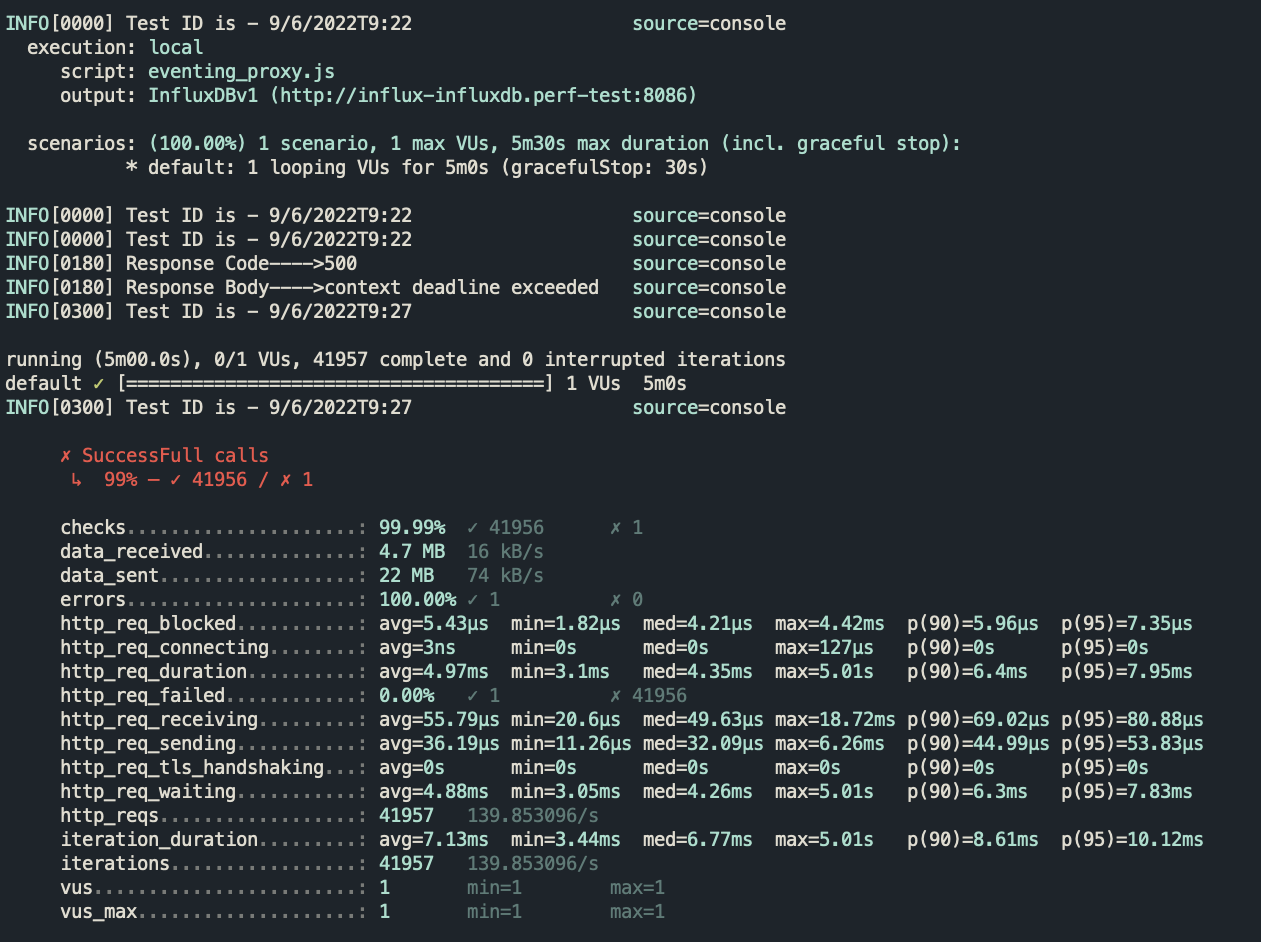 INFO[0000] Test ID is - 9/6/2022T9:22 source=console
execution: local
script: eventing_proxy.js
output: InfluxDBv1 (http://influx-influxdb.perf-test:8086)
scenarios: (100.00%) 1 scenario, 1 max VUs, 5m30s max duration (incl. graceful stop):
* default: 1 looping VUs for 5m0s (gracefulStop: 30s)
INFO[0000] Test ID is - 9/6/2022T9:22 source=console
INFO[0000] Test ID is - 9/6/2022T9:22 source=console
INFO[0180] Response Code---->500 source=console
INFO[0180] Response Body---->context deadline exceeded source=console
INFO[0300] Test ID is - 9/6/2022T9:27 source=console
running (5m00.0s), 0/1 VUs, 41957 complete and 0 interrupted iterations
default ✓ [======================================] 1 VUs 5m0s
INFO[0300] Test ID is - 9/6/2022T9:27 source=console
✗ SuccessFull calls
↳ 99% — ✓ 41956 / ✗ 1
checks.....................: 99.99% ✓ 41956 ✗ 1
data_received..............: 4.7 MB 16 kB/s
data_sent..................: 22 MB 74 kB/s
errors.....................: 100.00% ✓ 1 ✗ 0
http_req_blocked...........: avg=5.43µs min=1.82µs med=4.21µs max=4.42ms p(90)=5.96µs p(95)=7.35µs
http_req_connecting........: avg=3ns min=0s med=0s max=127µs p(90)=0s p(95)=0s
http_req_duration..........: avg=4.97ms min=3.1ms med=4.35ms max=5.01s p(90)=6.4ms p(95)=7.95ms
http_req_failed............: 0.00% ✓ 1 ✗ 41956
http_req_receiving.........: avg=55.79µs min=20.6µs med=49.63µs max=18.72ms p(90)=69.02µs p(95)=80.88µs
http_req_sending...........: avg=36.19µs min=11.26µs med=32.09µs max=6.26ms p(90)=44.99µs p(95)=53.83µs
http_req_tls_handshaking...: avg=0s min=0s med=0s max=0s p(90)=0s p(95)=0s
http_req_waiting...........: avg=4.88ms min=3.05ms med=4.26ms max=5.01s p(90)=6.3ms p(95)=7.83ms
http_reqs..................: 41957 139.853096/s
iteration_duration.........: avg=7.13ms min=3.44ms med=6.77ms max=5.01s p(90)=8.61ms p(95)=10.12ms
iterations.................: 41957 139.853096/s
vus........................: 1 min=1 max=1
vus_max....................: 1 min=1 max=1